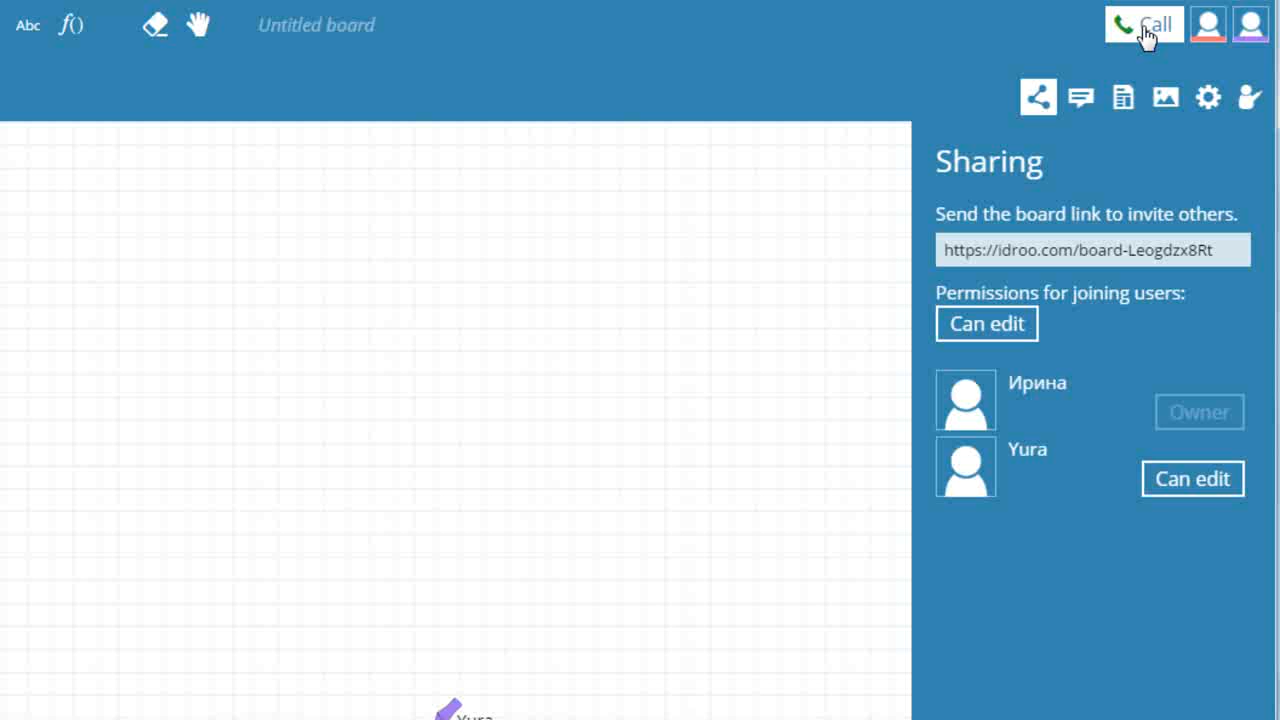 Abc f() Untitled board Call
Sharing
Send the board link to invite others.
https://idroo.com/board-Leogdzx8Rt
Permissions for joining users:
Can edit
Ирина
Owner
Yura
Can edit
Yura